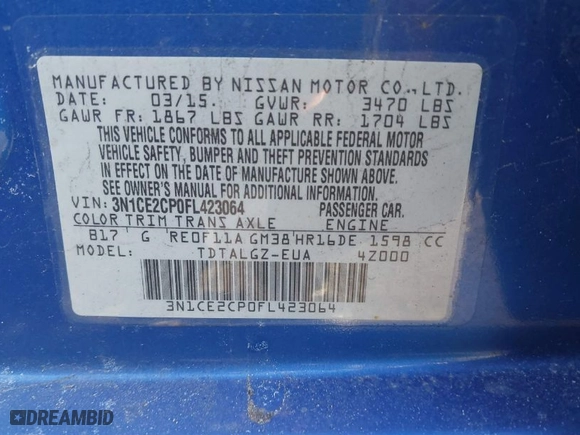 MANUFACTURED BY NISSAN MOTOR CO.,LTD.
DATE: 03/15 GVWR: 3470 LBS
GAWR FR: 1867 LBS GAWR RR: 1704 LBS
THIS VEHICLE CONFORMS TO ALL APPLICABLE FEDERAL MOTOR
VEHICLE SAFETY, BUMPER AND THEFT PREVENTION STANDARDS
IN EFFECT ON THE DATE OF MANUFACTURE SHOWN ABOVE.
SEE OWNER'S MANUAL FOR ADDITIONAL INFORMATION.
VIN: 3N1CE2CP0FL423064 PASSENGER CAR.
COLOR TRIM TRANS AXLE ENGINE
B17 G RE0F11A GM38 HR16DE 1598 CC
MODEL: TDTALGZ-EUA 4Z000
3N1CE2CP0FL423064
DREAMBID